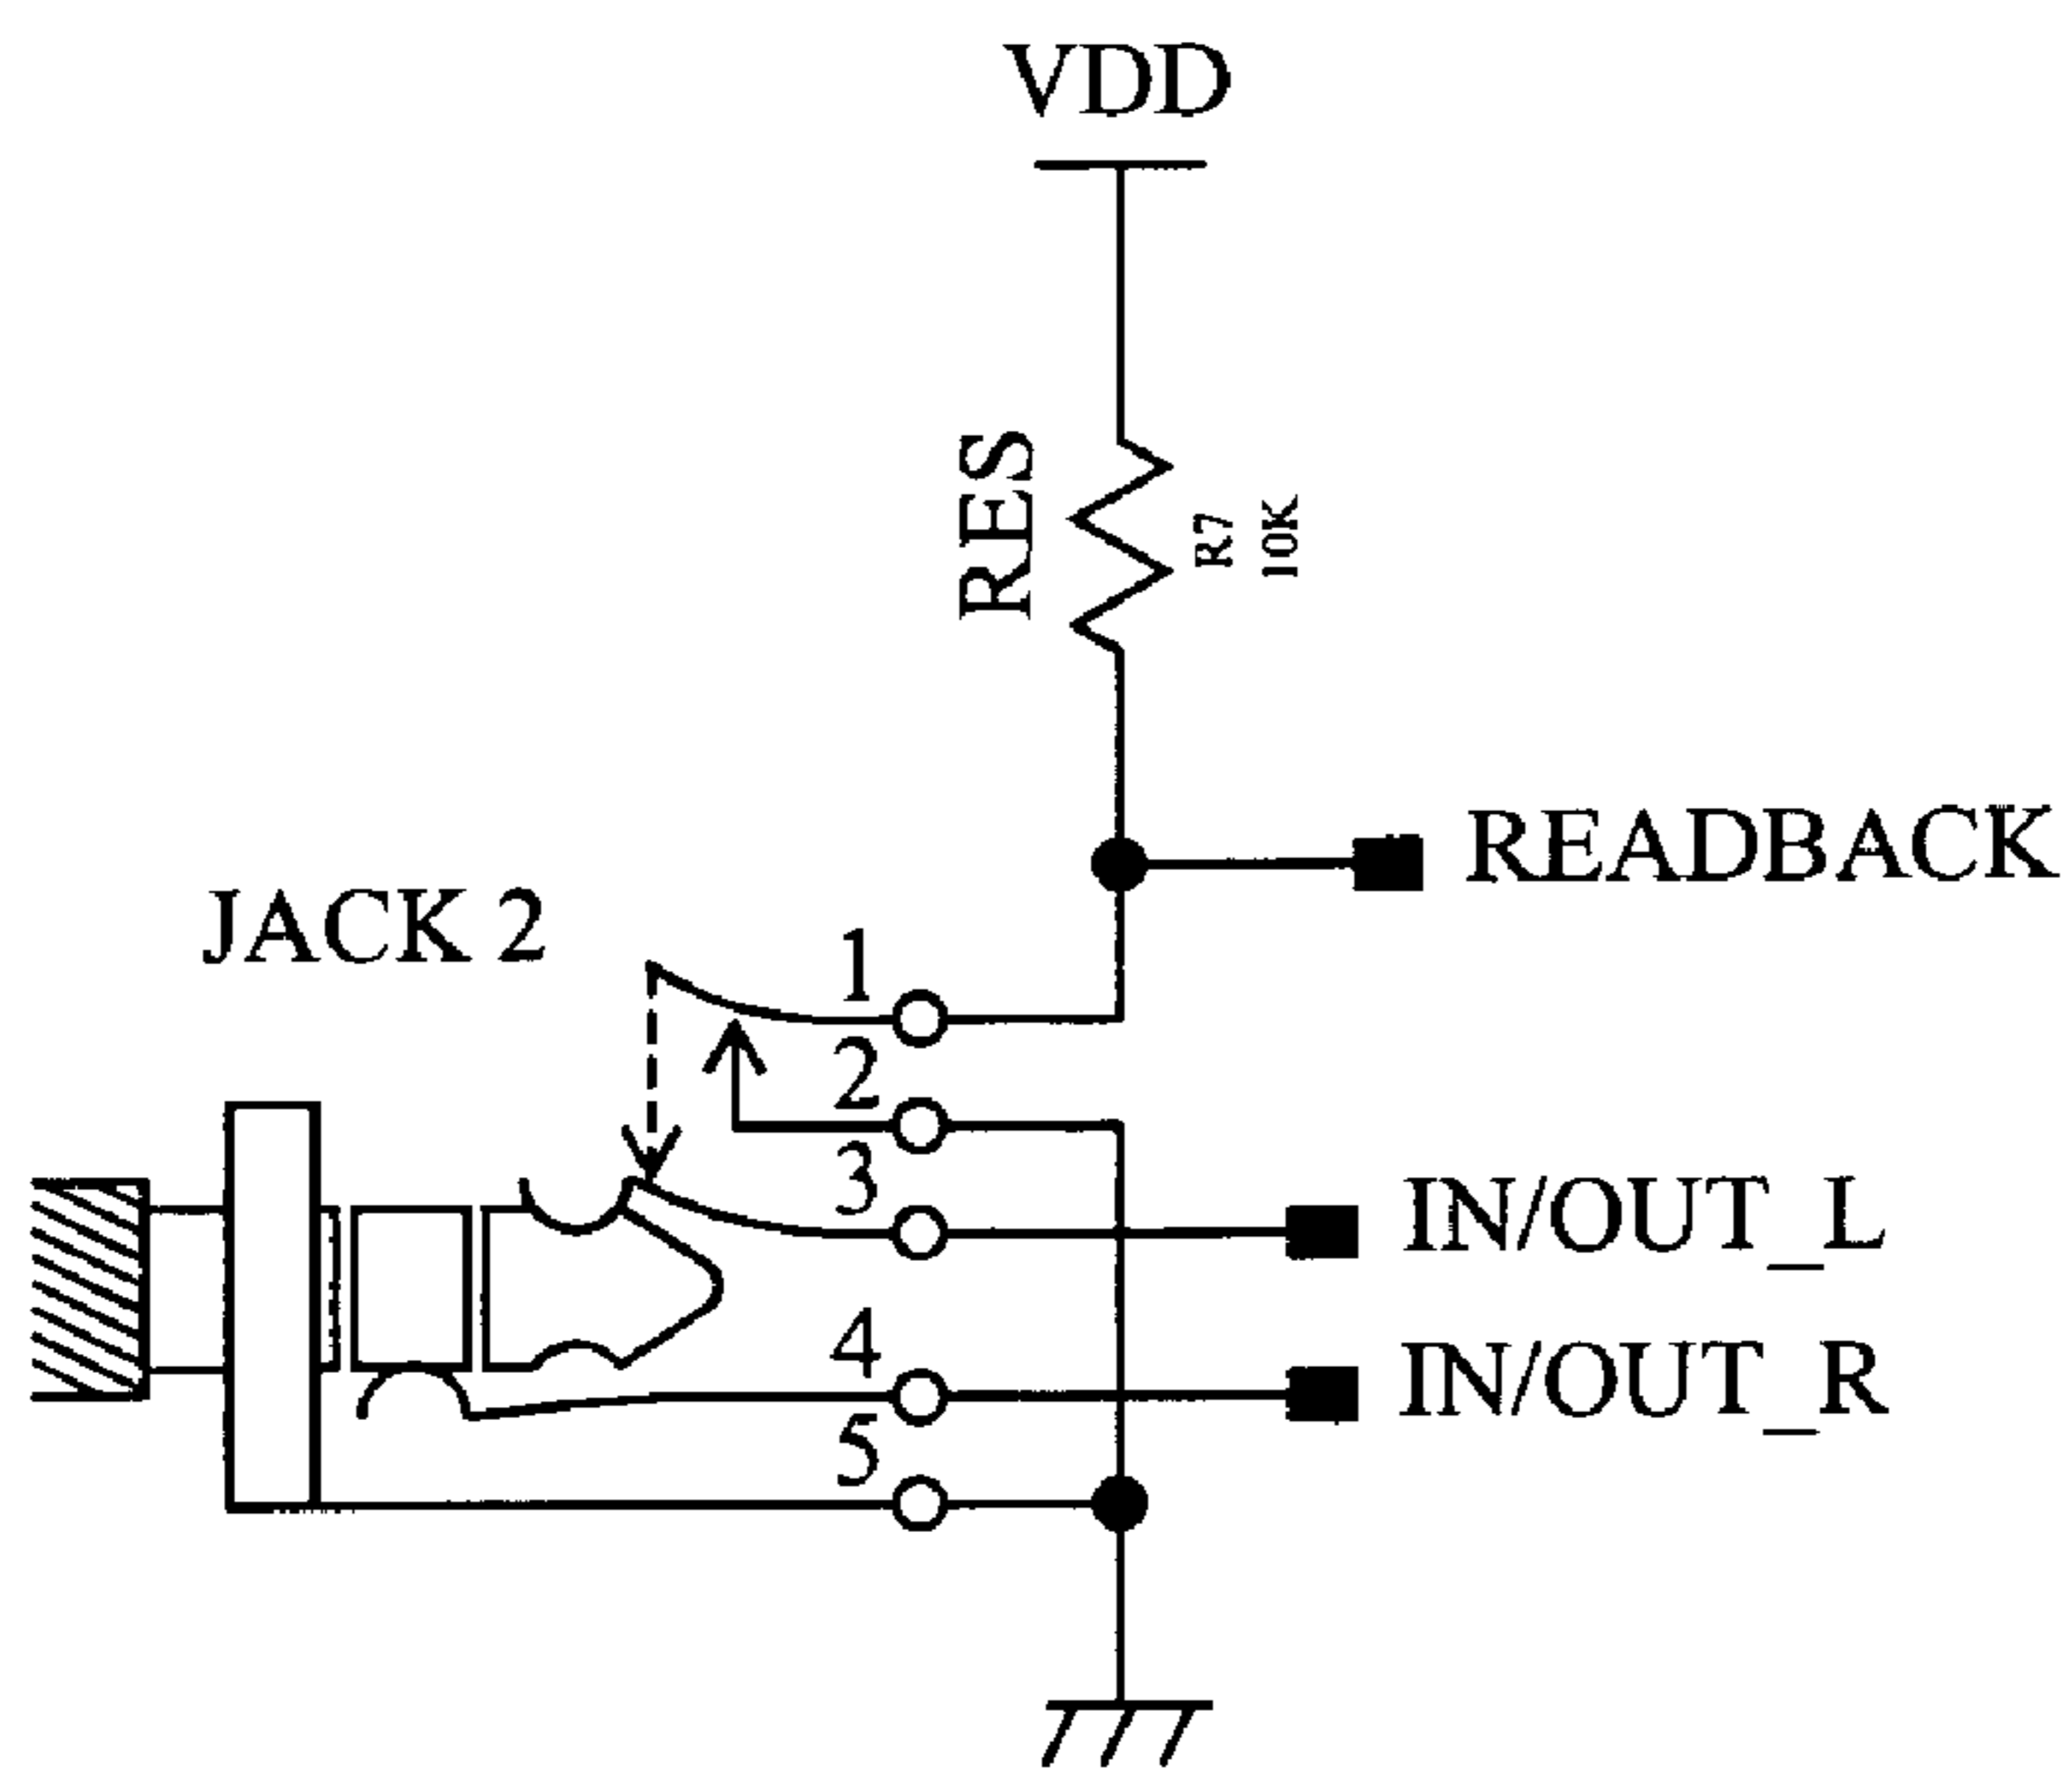 VDD
RES
R7
10K
READBACK
JACK 2
1
2
3
IN/OUT_L
4
IN/OUT_R
5